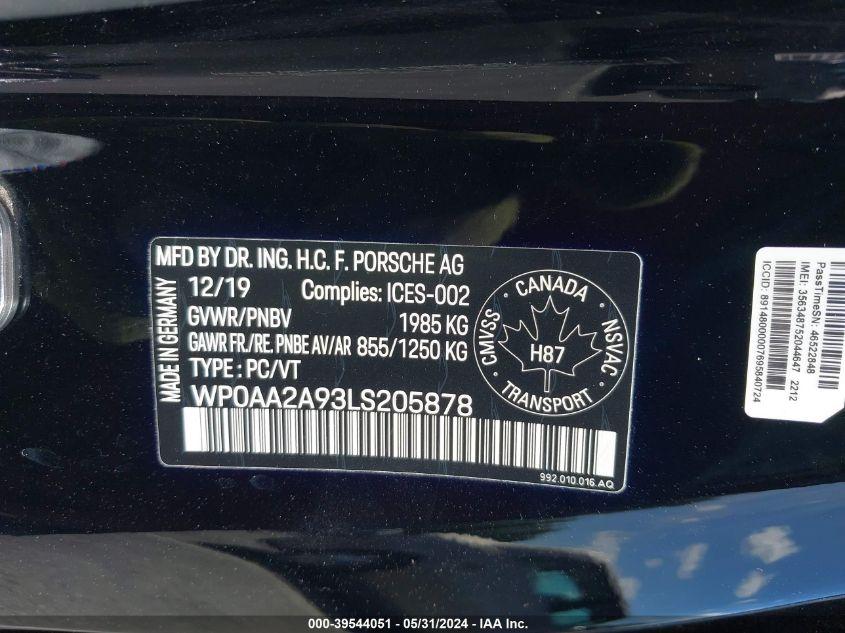 MFD BY DR. ING. H.C. F. PORSCHE AG
MADE IN GERMANY
12/19 Complies: ICES-002
GVWR/PNBV 1985 KG
GAWR FR./RE. PNBE AV/AR 855/1250 KG
TYPE : PC/VT
WP0AA2A93LS205878
992.010.016.AQ
CANADA
CMVSS
NSVAC
H87
TRANSPORT
PassTimeSN: 46522848
IMEI: 356348752044647 2212
ICCID: 89148000007695840724
000-39544051 - 05/31/2024 - IAA Inc.